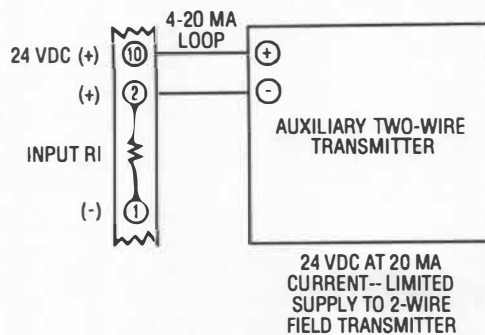 4-20 MA
LOOP
24 VDC (+)
10
+
(+)
2
-
AUXILIARY TWO-WIRE
TRANSMITTER
INPUT RI
(-)
1
24 VDC AT 20 MA
CURRENT-- LIMITED
SUPPLY TO 2-WIRE
FIELD TRANSMITTER